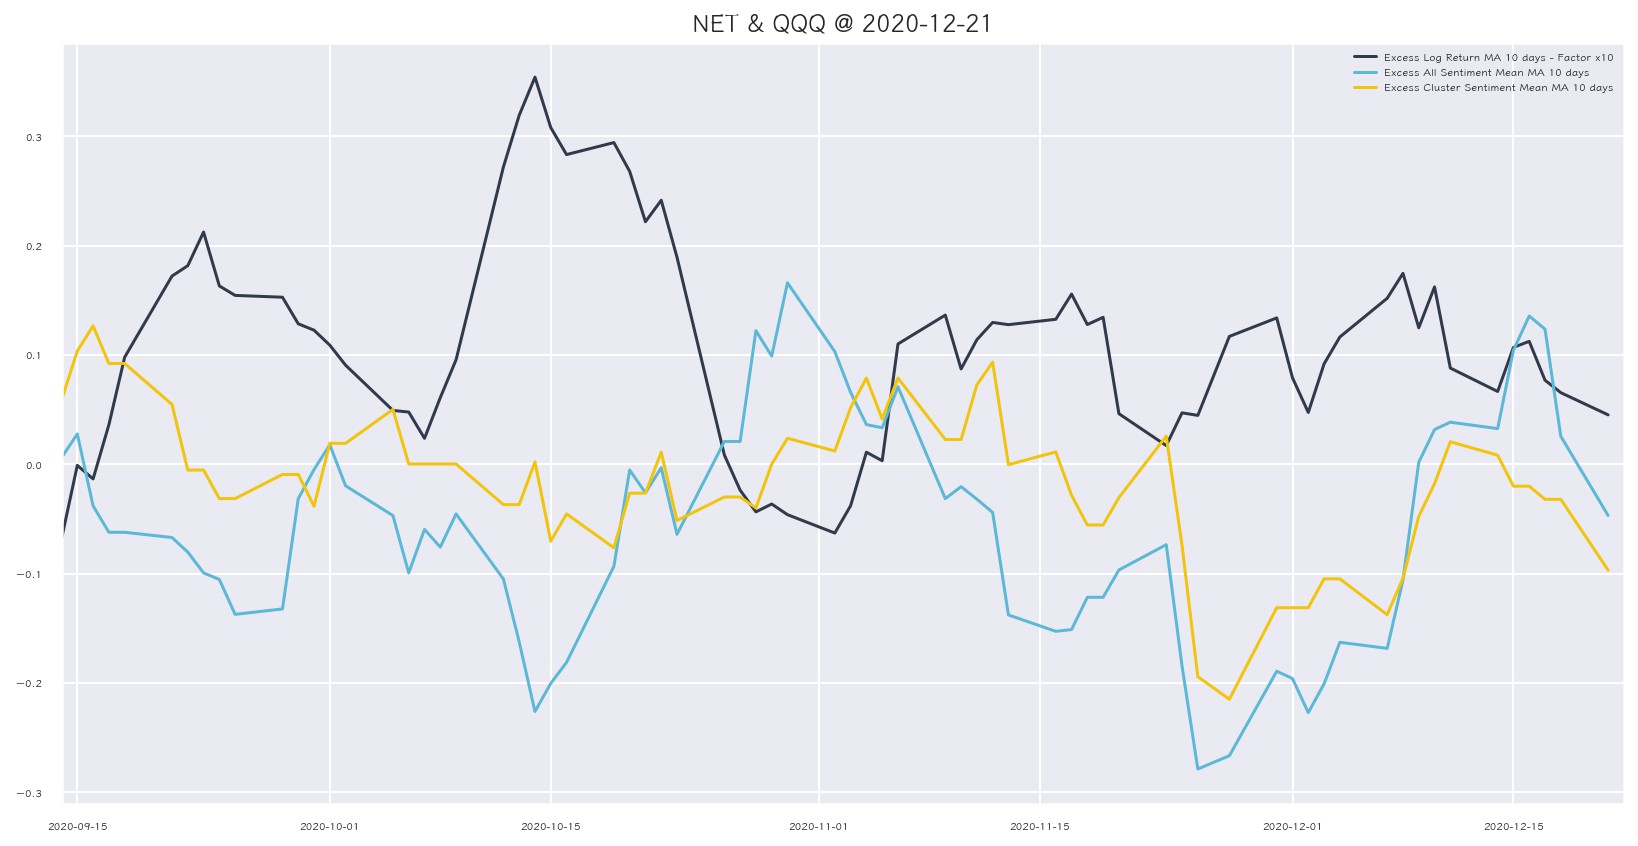 NET & QQQ @ 2020-12-21
Excess Log Return MA 10 days - Factor x10
Excess All Sentiment Mean MA 10 days
Excess Cluster Sentiment Mean MA 10 days
0.3
0.2
0.1
0.0
−0.1
−0.2
−0.3
2020-09-15 2020-10-01 2020-10-15 2020-11-01 2020-11-15 2020-12-01 2020-12-15